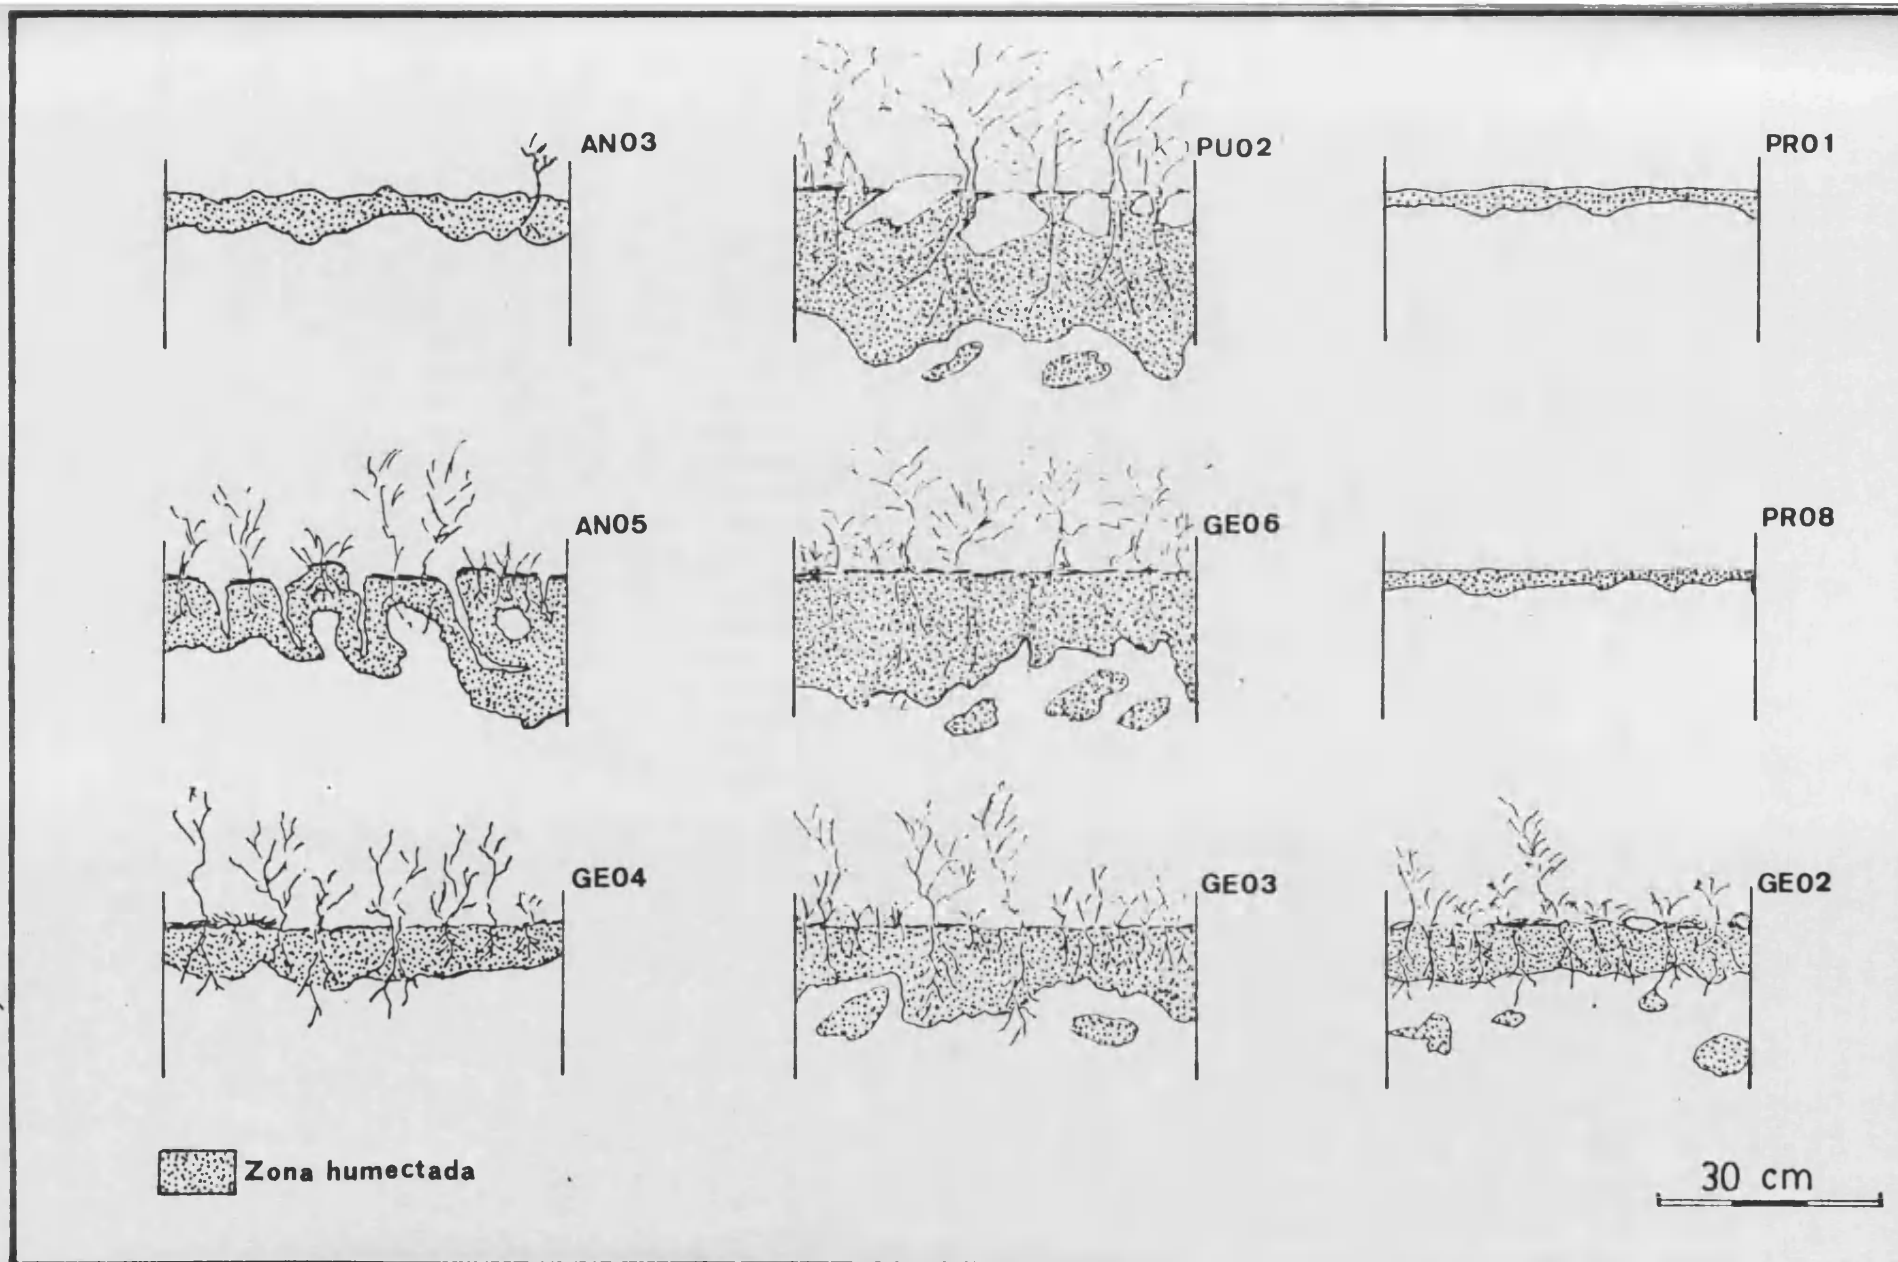 AN03
PU02
PR01
AN05
GE06
PR08
GE04
GE03
GE02
Zona humectada
30 cm